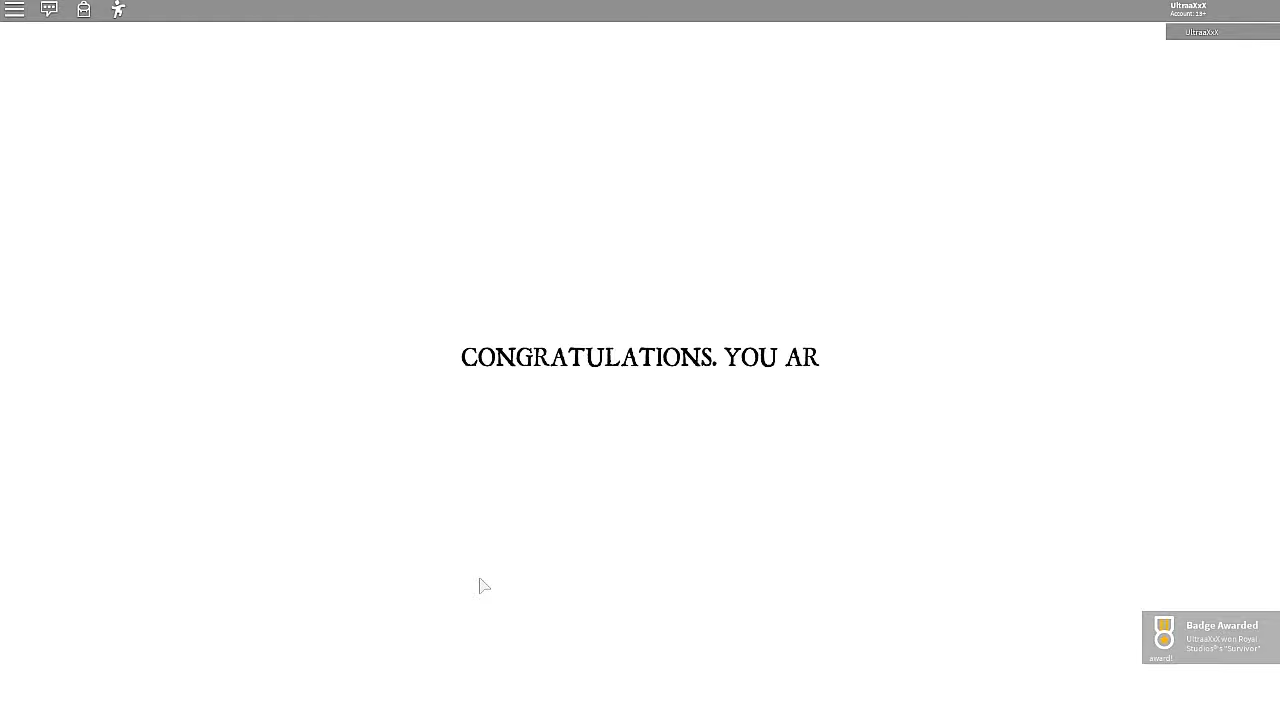 UltraaXxX
Account: 13+
UltraaXxX
CONGRATULATIONS. YOU AR
Badge Awarded
UltraaXxX won Royal
Studios® s "Survivor"
award!